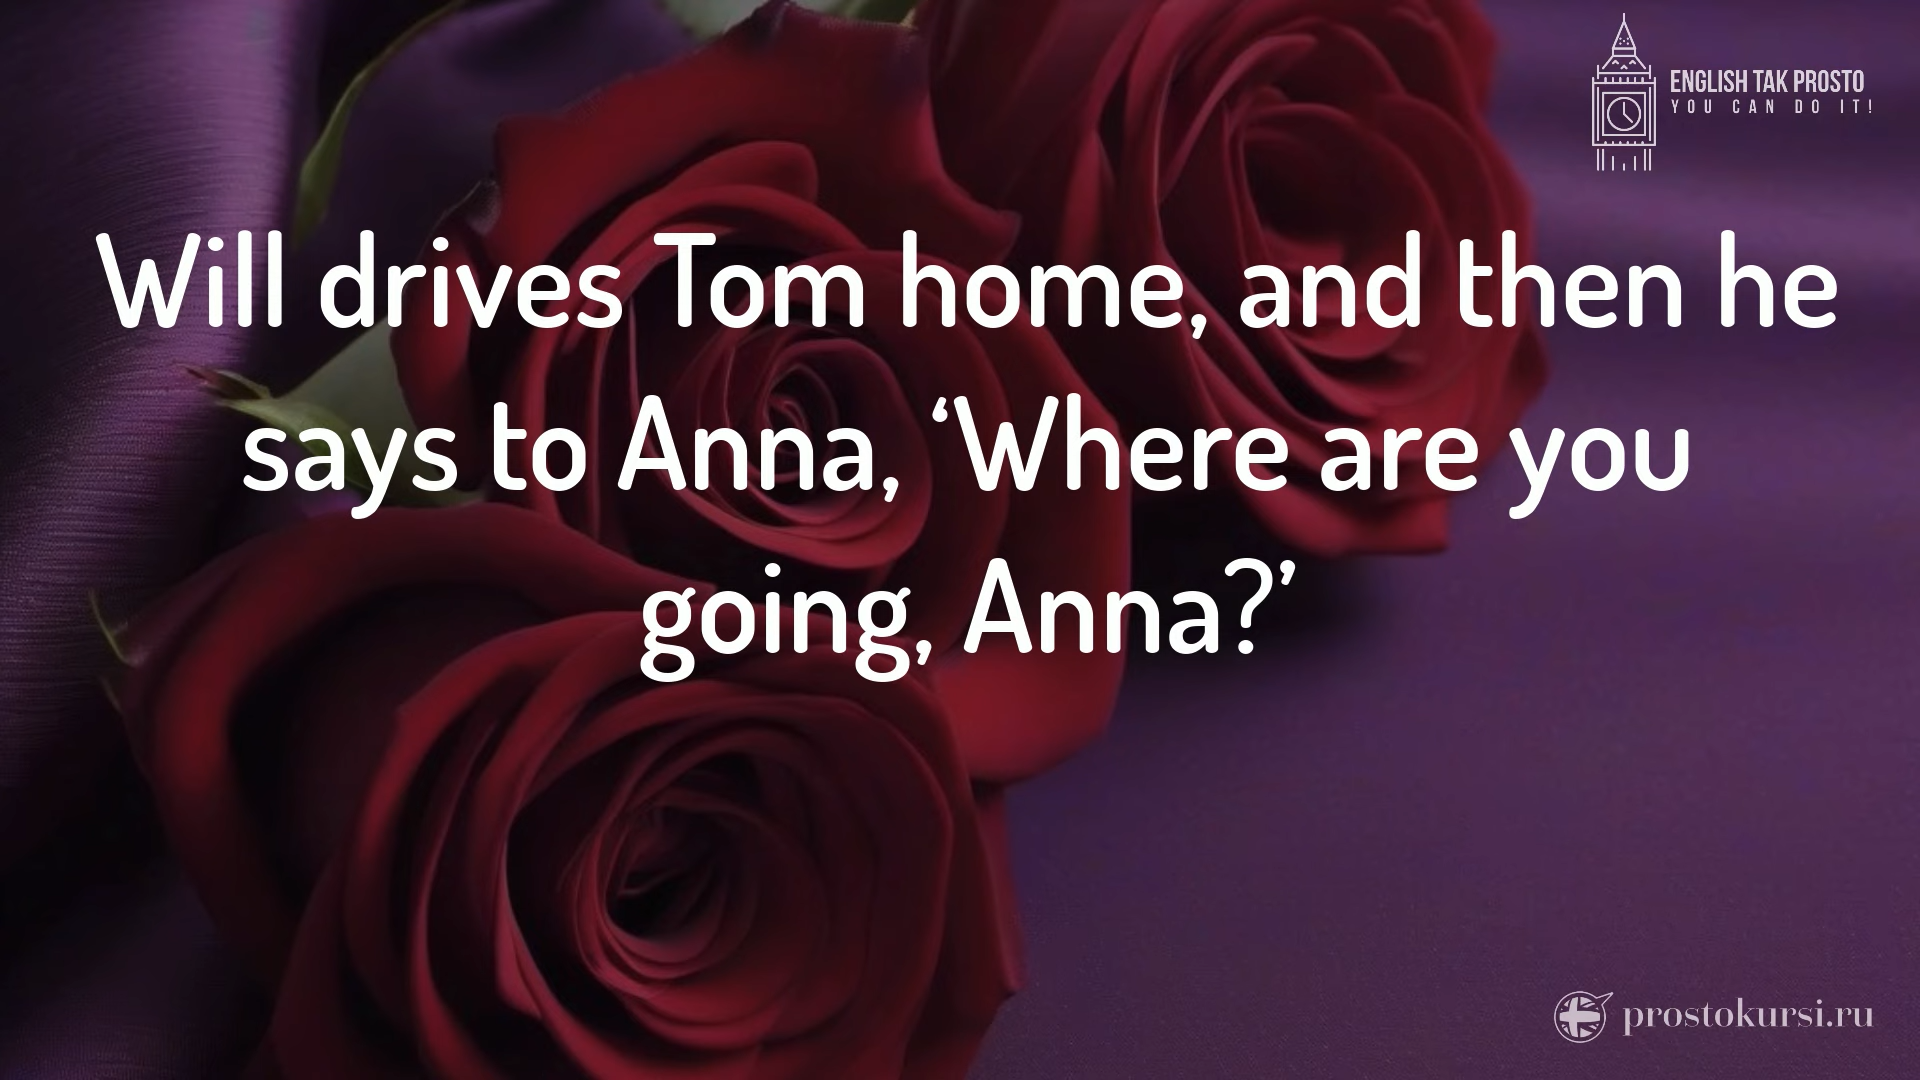 ENGLISH TAK PROSTO
YOU CAN DO IT!
Will drives Tom home, and then he
says to Anna, ‘Where are you
going, Anna?’
prostokursi.ru